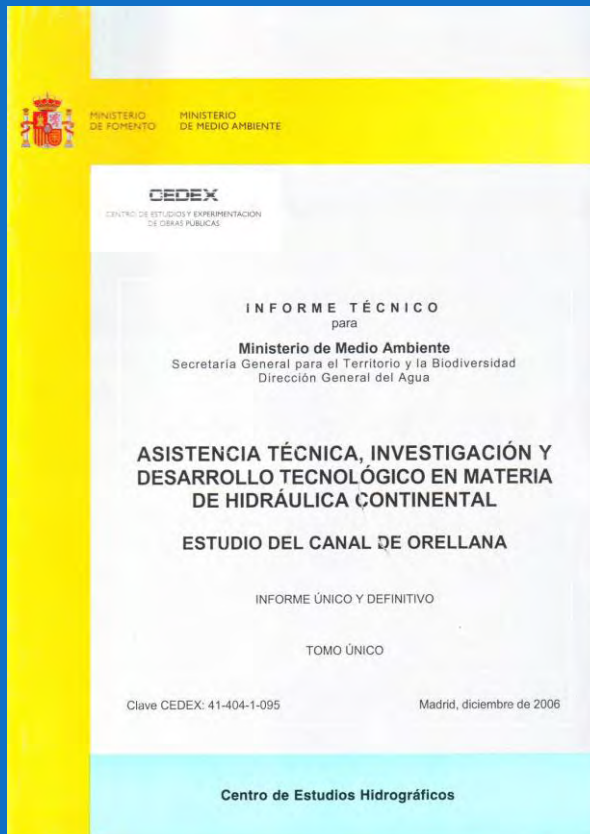 MINISTERIO
DE FOMENTO
MINISTERIO
DE MEDIO AMBIENTE
CEDEX
CENTRO DE ESTUDIOS Y EXPERIMENTACION
DE OBRAS PUBLICAS
INFORME TÉCNICO
para
Ministerio de Medio Ambiente
Secretaría General para el Territorio y la Biodiversidad
Dirección General del Agua
ASISTENCIA TÉCNICA, INVESTIGACIÓN Y
DESARROLLO TECNOLÓGICO EN MATERIA
DE HIDRÁULICA CONTINENTAL
ESTUDIO DEL CANAL DE ORELLANA
INFORME ÚNICO Y DEFINITIVO
TOMO ÚNICO
Clave CEDEX: 41-404-1-095
Madrid, diciembre de 2006
Centro de Estudios Hidrográficos